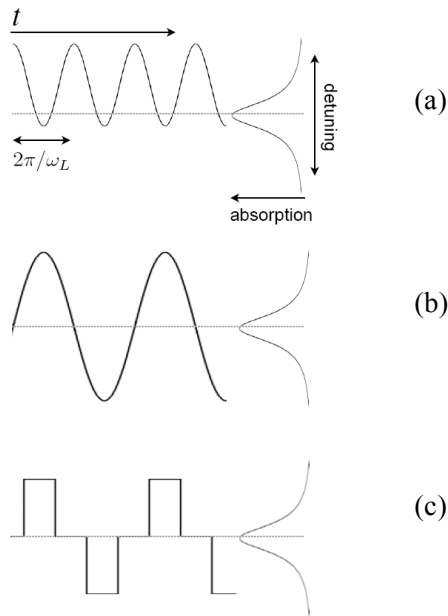 t
(a)
detuning
2π/ω_L
absorption
(b)
(c)